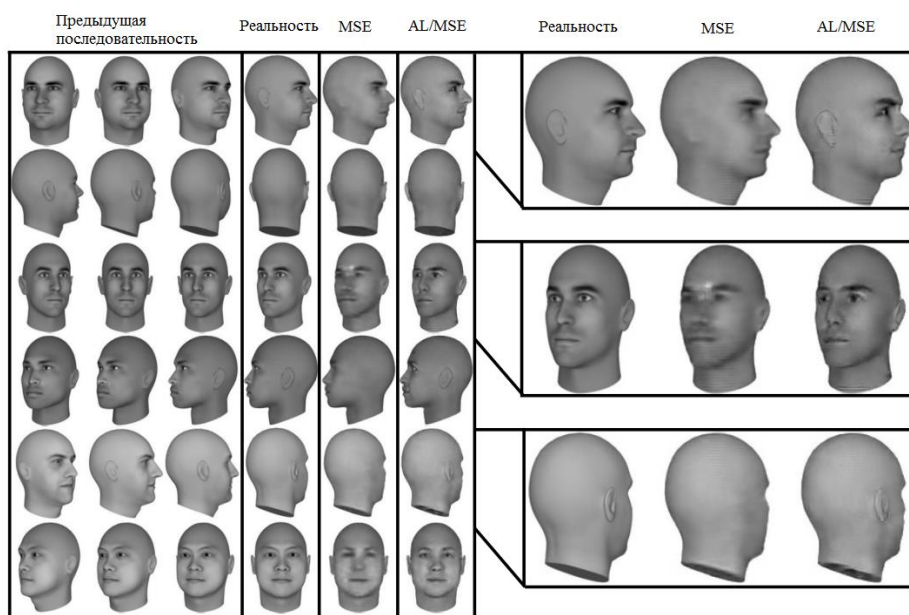 Предыдущая
последовательность
Реальность
MSE
AL/MSE
Реальность
MSE
AL/MSE